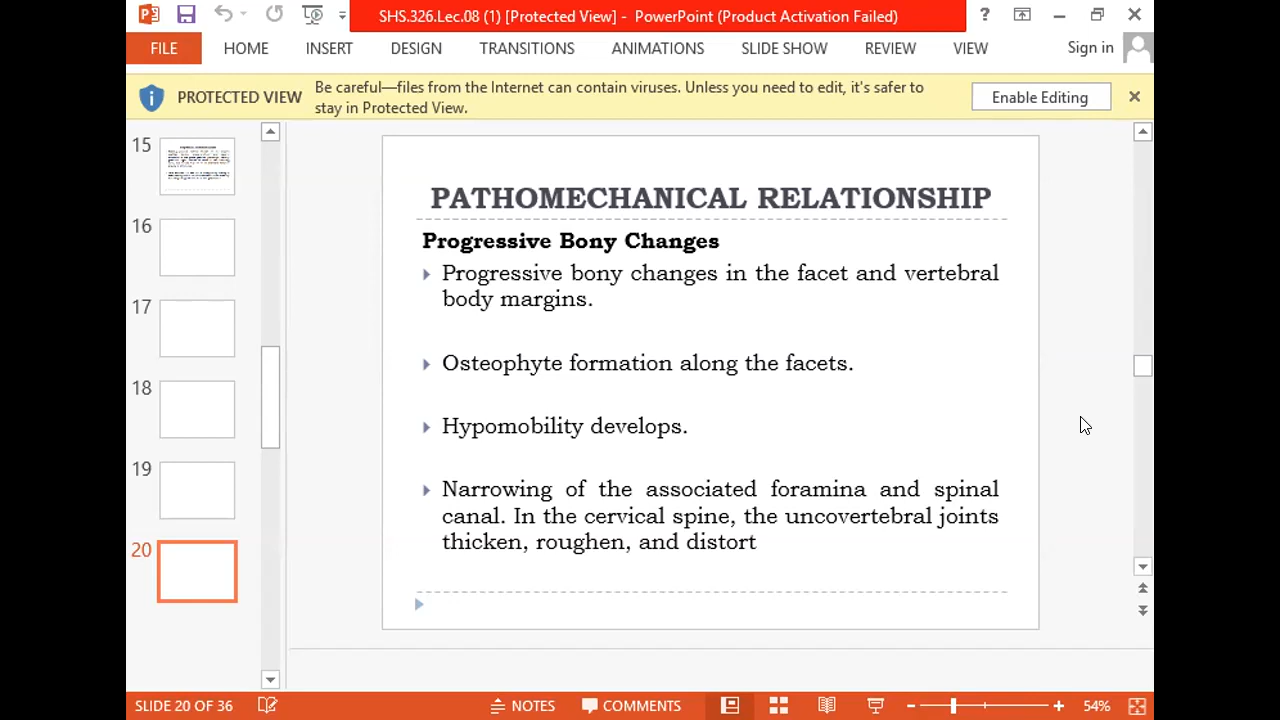 SHS.326.Lec.08 (1) [Protected View] - PowerPoint (Product Activation Failed)
FILE HOME INSERT DESIGN TRANSITIONS ANIMATIONS SLIDE SHOW REVIEW VIEW Sign in
PROTECTED VIEW Be careful—files from the Internet can contain viruses. Unless you need to edit, it's safer to
stay in Protected View.
Enable Editing
15
16
17
18
19
20
PATHOMECHANICAL RELATIONSHIP
Progressive Bony Changes
Progressive bony changes in the facet and vertebral
body margins.
Osteophyte formation along the facets.
Hypomobility develops.
Narrowing of the associated foramina and spinal
canal. In the cervical spine, the uncovertebral joints
thicken, roughen, and distort
SLIDE 20 OF 36 NOTES COMMENTS 54%